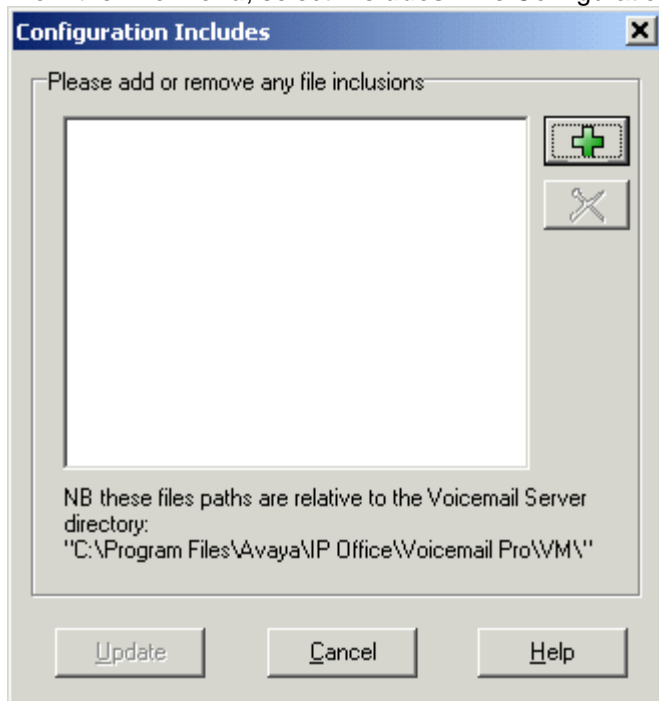 Configuration Includes
Please add or remove any file inclusions
NB these files paths are relative to the Voicemail Server
directory:
"C:\Program Files\Avaya\IP Office\Voicemail Pro\VM\"
Update
Cancel
Help